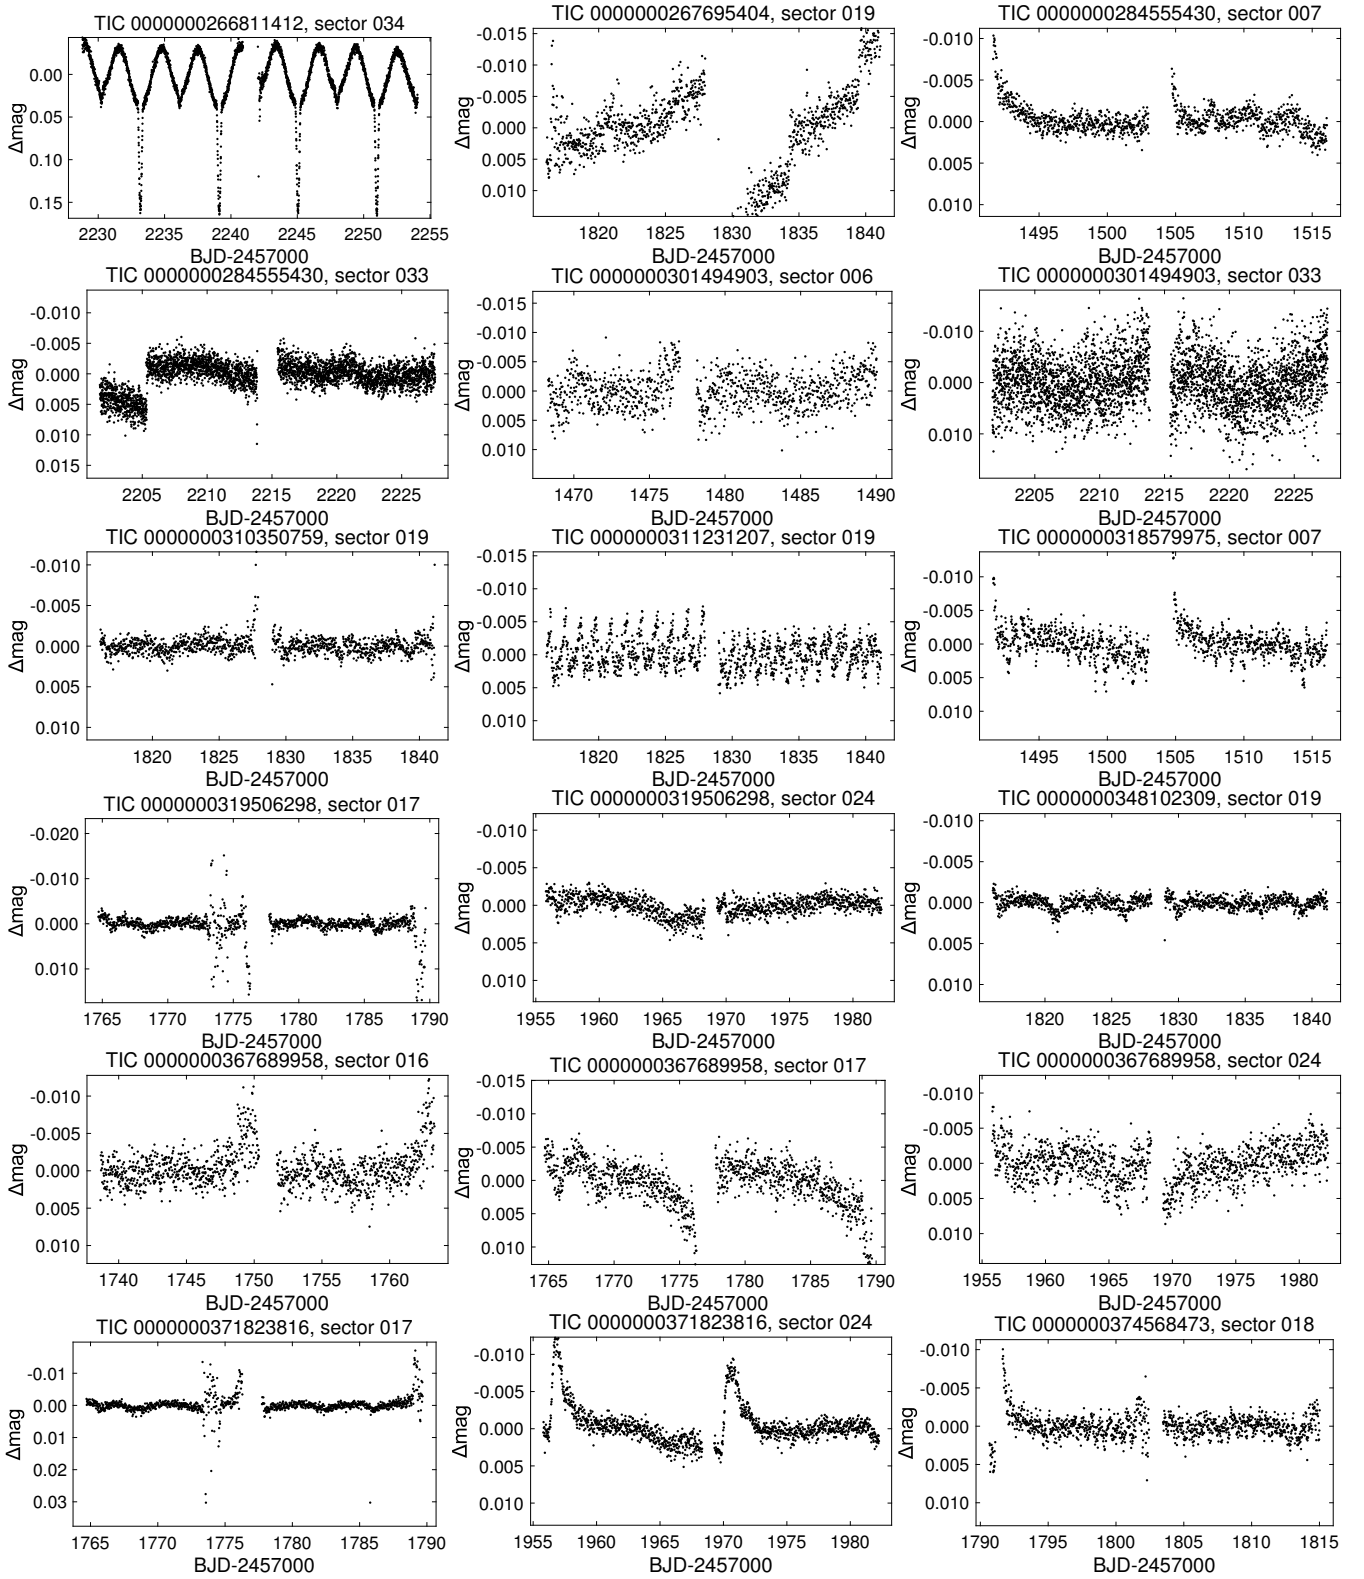 TIC 0000000266811412, sector 034
0.00
0.05
0.10
0.15
Δmag
2230 2235 2240 2245 2250 2255
BJD-2457000
TIC 0000000267695404, sector 019
-0.015
-0.010
-0.005
0.000
0.005
0.010
Δmag
1820 1825 1830 1835 1840
BJD-2457000
TIC 0000000284555430, sector 007
-0.010
-0.005
0.000
0.005
0.010
Δmag
1495 1500 1505 1510 1515
BJD-2457000
TIC 0000000284555430, sector 033
-0.010
-0.005
0.000
0.005
0.010
0.015
Δmag
2205 2210 2215 2220 2225
BJD-2457000
TIC 0000000301494903, sector 006
-0.015
-0.010
-0.005
0.000
0.005
0.010
Δmag
1470 1475 1480 1485 1490
BJD-2457000
TIC 0000000301494903, sector 033
-0.010
0.000
0.010
Δmag
2205 2210 2215 2220 2225
BJD-2457000
TIC 0000000310350759, sector 019
-0.010
-0.005
0.000
0.005
0.010
Δmag
1820 1825 1830 1835 1840
BJD-2457000
TIC 0000000311231207, sector 019
-0.015
-0.010
-0.005
0.000
0.005
0.010
Δmag
1820 1825 1830 1835 1840
BJD-2457000
TIC 0000000318579975, sector 007
-0.010
-0.005
0.000
0.005
0.010
Δmag
1495 1500 1505 1510 1515
BJD-2457000
TIC 0000000319506298, sector 017
-0.020
-0.010
0.000
0.010
Δmag
1765 1770 1775 1780 1785 1790
BJD-2457000
TIC 0000000319506298, sector 024
-0.010
-0.005
0.000
0.005
0.010
Δmag
1955 1960 1965 1970 1975 1980
BJD-2457000
TIC 0000000348102309, sector 019
-0.010
-0.005
0.000
0.005
0.010
Δmag
1820 1825 1830 1835 1840
BJD-2457000
TIC 0000000367689958, sector 016
-0.010
-0.005
0.000
0.005
0.010
Δmag
1740 1745 1750 1755 1760
BJD-2457000
TIC 0000000367689958, sector 017
-0.015
-0.010
-0.005
0.000
0.005
0.010
Δmag
1765 1770 1775 1780 1785 1790
BJD-2457000
TIC 0000000367689958, sector 024
-0.010
-0.005
0.000
0.005
0.010
Δmag
1955 1960 1965 1970 1975 1980
BJD-2457000
TIC 0000000371823816, sector 017
-0.01
0.00
0.01
0.02
0.03
Δmag
1765 1770 1775 1780 1785 1790
BJD-2457000
TIC 0000000371823816, sector 024
-0.010
-0.005
0.000
0.005
0.010
Δmag
1955 1960 1965 1970 1975 1980
BJD-2457000
TIC 0000000374568473, sector 018
-0.010
-0.005
0.000
0.005
0.010
Δmag
1790 1795 1800 1805 1810 1815
BJD-2457000